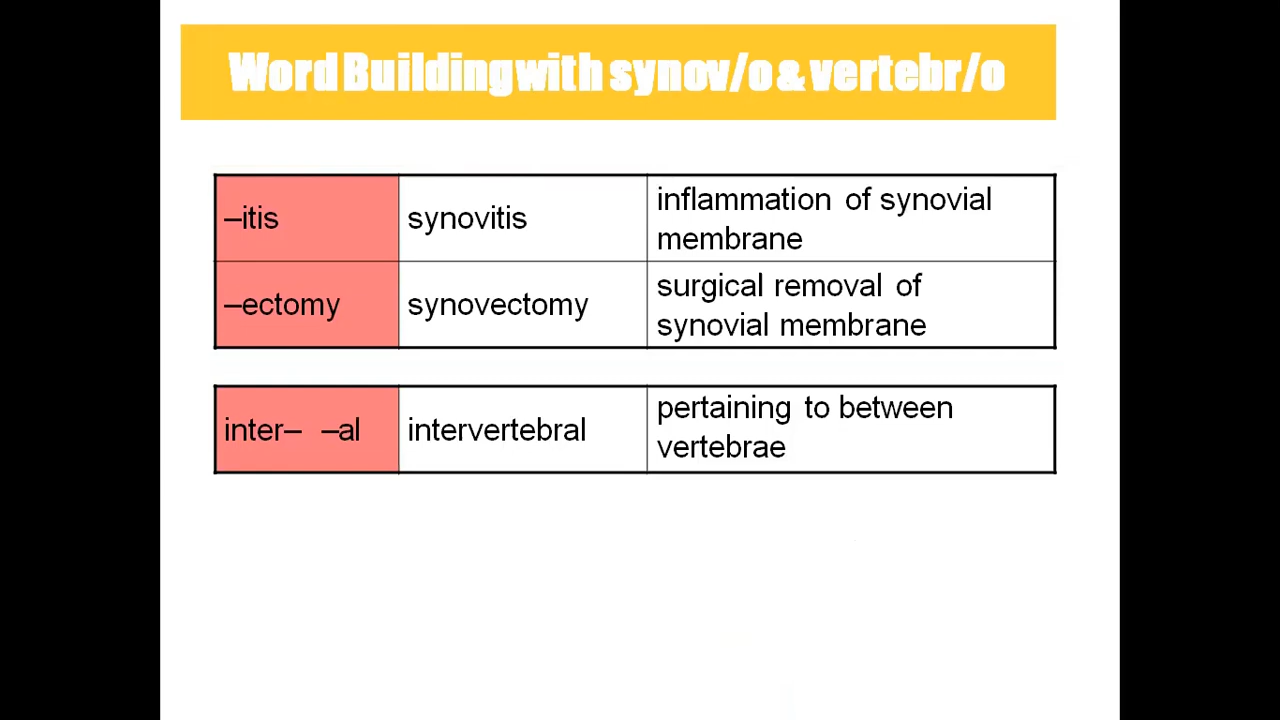 Word Building with synov/o & vertebr/o
–itis synovitis inflammation of synovial
membrane
–ectomy synovectomy surgical removal of
synovial membrane
inter– –al intervertebral pertaining to between
vertebrae